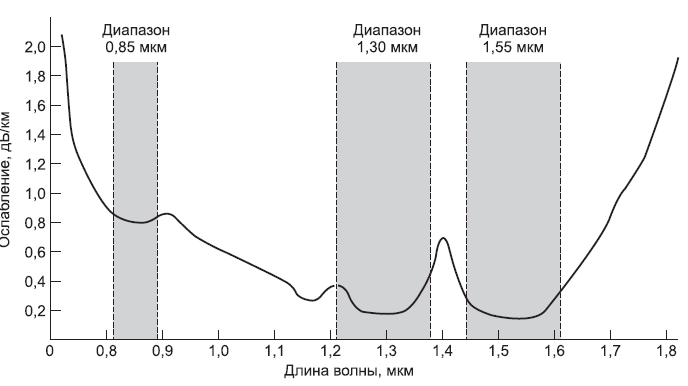 Диапазон
0,85 мкм
Диапазон
1,30 мкм
Диапазон
1,55 мкм
Ослабление, дБ/км
2,0
1,8
1,6
1,4
1,2
1,0
0,8
0,6
0,4
0,2
0 0,8 0,9 1,0 1,1 1,2 1,3 1,4 1,5 1,6 1,7 1,8
Длина волны, мкм